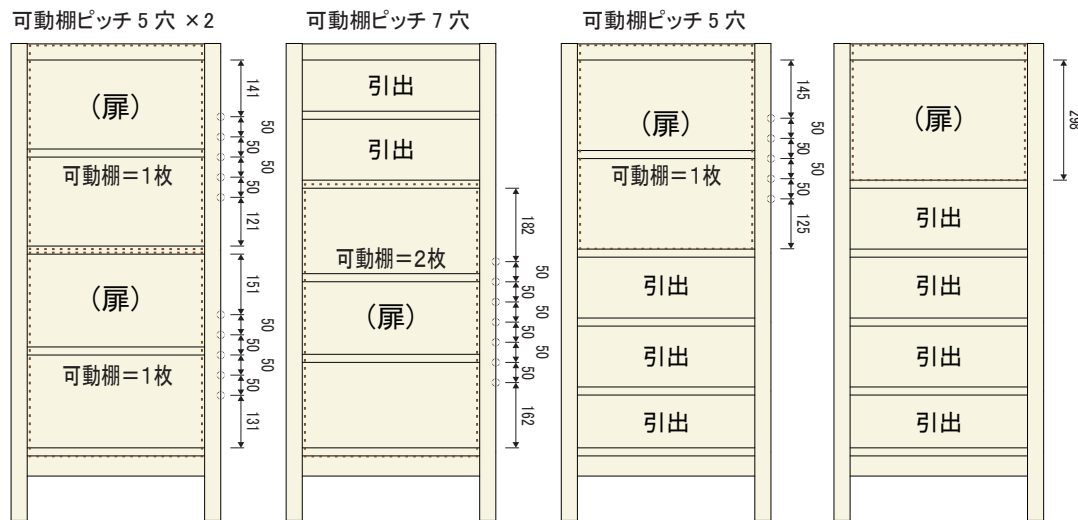 可動棚ピッチ 5 穴 ×2
(扉)
可動棚＝1枚
(扉)
可動棚＝1枚
141
50
50
50
50
121
151
50
50
50
50
131
可動棚ピッチ 7 穴
引出
引出
可動棚＝2枚
(扉)
182
50
50
50
50
50
50
162
可動棚ピッチ 5 穴
(扉)
可動棚＝1枚
引出
引出
引出
145
50
50
50
50
125
(扉)
引出
引出
引出
引出
298